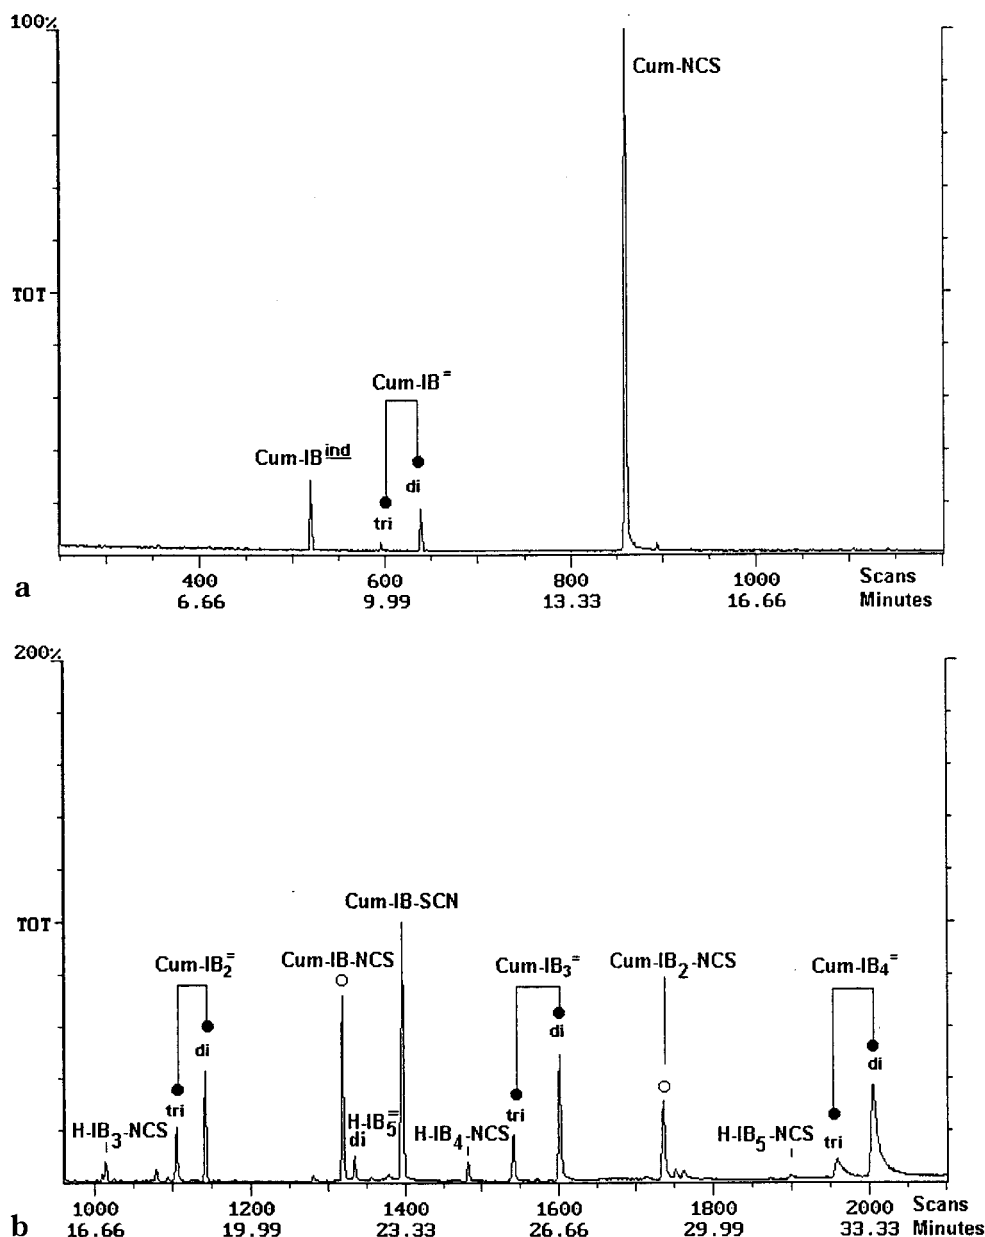 100%
Cum-NCS
TOT
Cum-IB=
Cum-IB ind
di
tri
400 600 800 1000 Scans
6.66 9.99 13.33 16.66 Minutes
a
200%
Cum-IB-SCN
TOT
Cum-IB2= Cum-IB-NCS Cum-IB3= Cum-IB2-NCS Cum-IB4=
di di di
tri H-IB5= tri tri
H-IB3-NCS di H-IB4-NCS H-IB5-NCS
1000 1200 1400 1600 1800 2000 Scans
16.66 19.99 23.33 26.66 29.99 33.33 Minutes
b